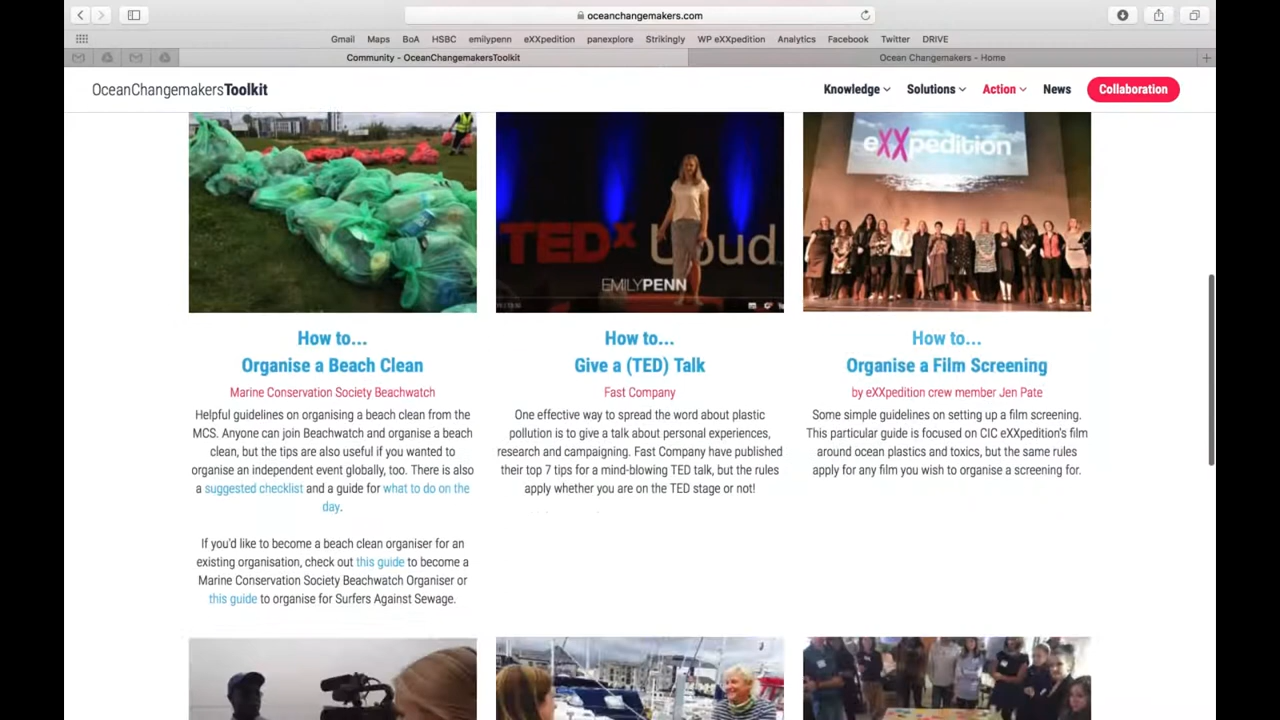 oceanchangemakers.com
Gmail Maps BoA HSBC emilypenn eXXpedition panexplore Strikingly WP eXXpedition Analytics Facebook Twitter DRIVE
Community - OceanChangemakersToolkit
Ocean Changemakers - Home
OceanChangemakersToolkit
Knowledge Solutions Action News Collaboration
TEDx
EMILYPENN
eXXpedition
How to...
Organise a Beach Clean
Marine Conservation Society Beachwatch
Helpful guidelines on organising a beach clean from the
MCS. Anyone can join Beachwatch and organise a beach
clean, but the tips are also useful if you wanted to
organise an independent event globally, too. There is also
a suggested checklist and a guide for what to do on the
day.
If you'd like to become a beach clean organiser for an
existing organisation, check out this guide to become a
Marine Conservation Society Beachwatch Organiser or
this guide to organise for Surfers Against Sewage.
How to...
Give a (TED) Talk
Fast Company
One effective way to spread the word about plastic
pollution is to give a talk about personal experiences,
research and campaigning. Fast Company have published
their top 7 tips for a mind-blowing TED talk, but the rules
apply whether you are on the TED stage or not!
How to...
Organise a Film Screening
by eXXpedition crew member Jen Pate
Some simple guidelines on setting up a film screening.
This particular guide is focused on CIC eXXpedition's film
around ocean plastics and toxics, but the same rules
apply for any film you wish to organise a screening for.